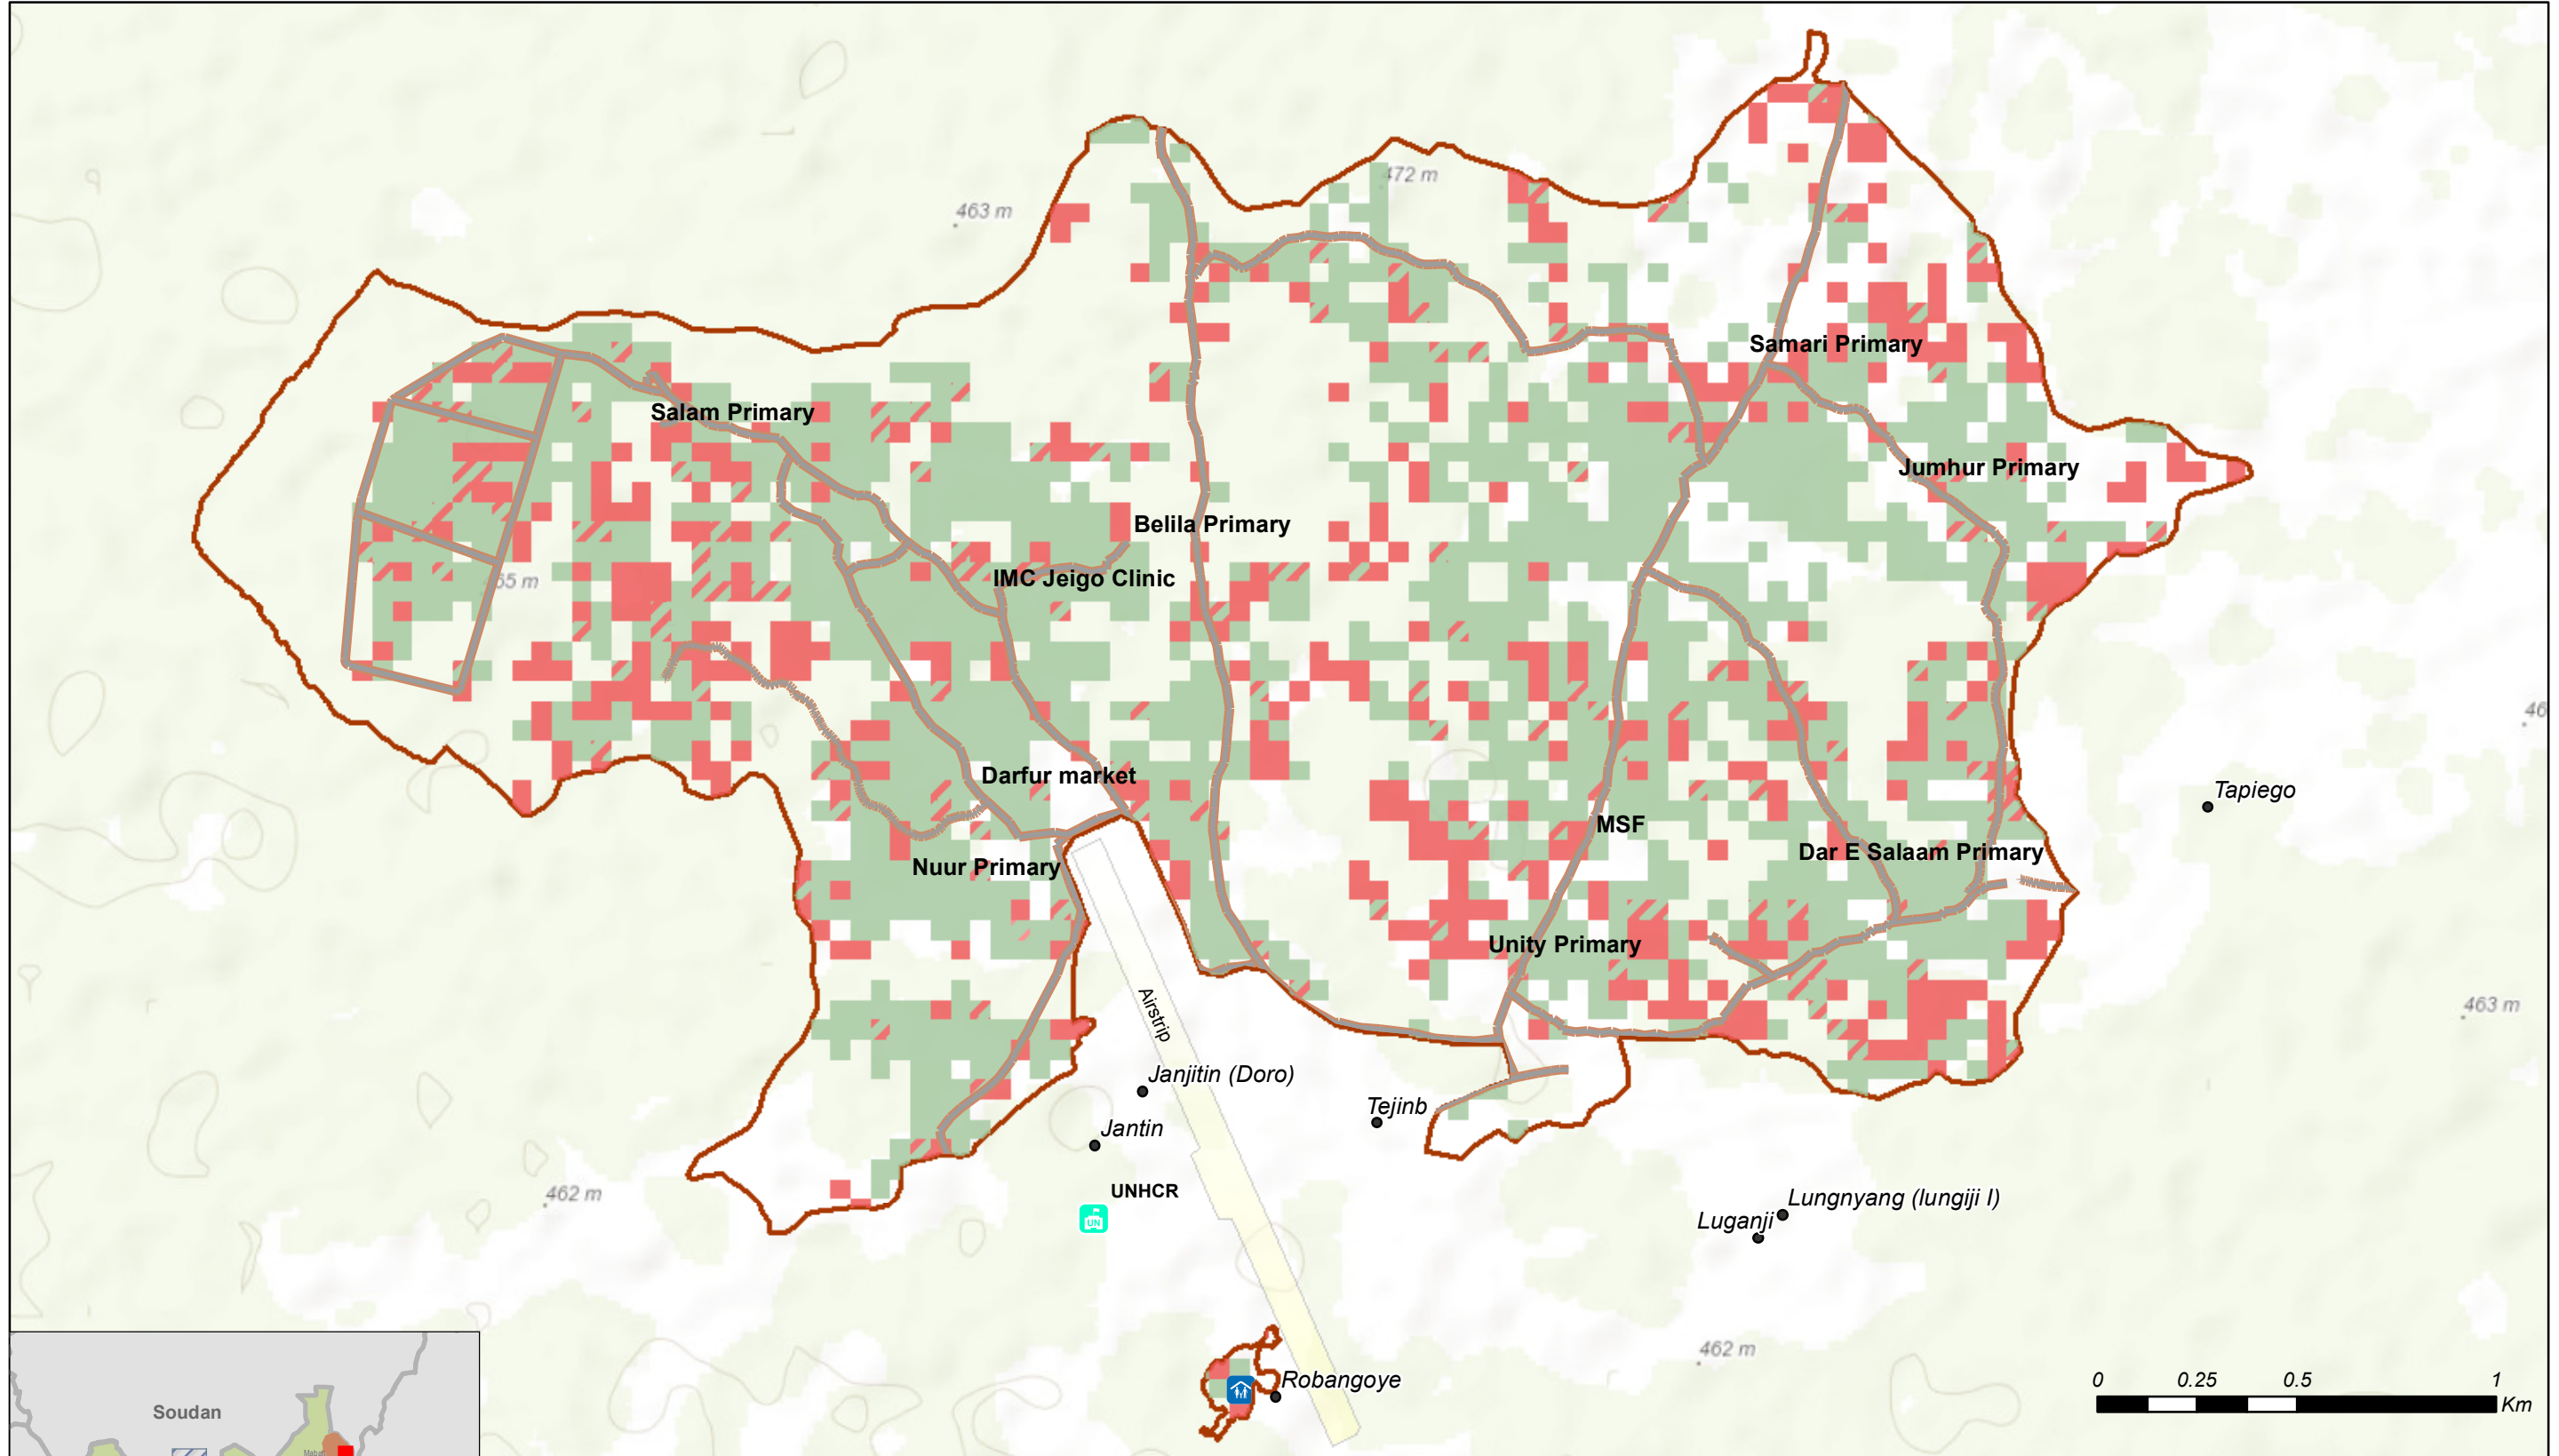 472 m
463 m
Samari Primary
Salam Primary
Jumhur Primary
Belila Primary
IMC Jeigo Clinic
Darfur market
Tapiego
MSF
Dar E Salaam Primary
Nuur Primary
Unity Primary
463 m
Airstrip
Janjitin (Doro)
Tejinb
Jantin
UNHCR
UN
462 m
Lungnyang (lungiji I)
Luganji
462 m
Robangoye
0 0.25 0.5 1
Km
Soudan